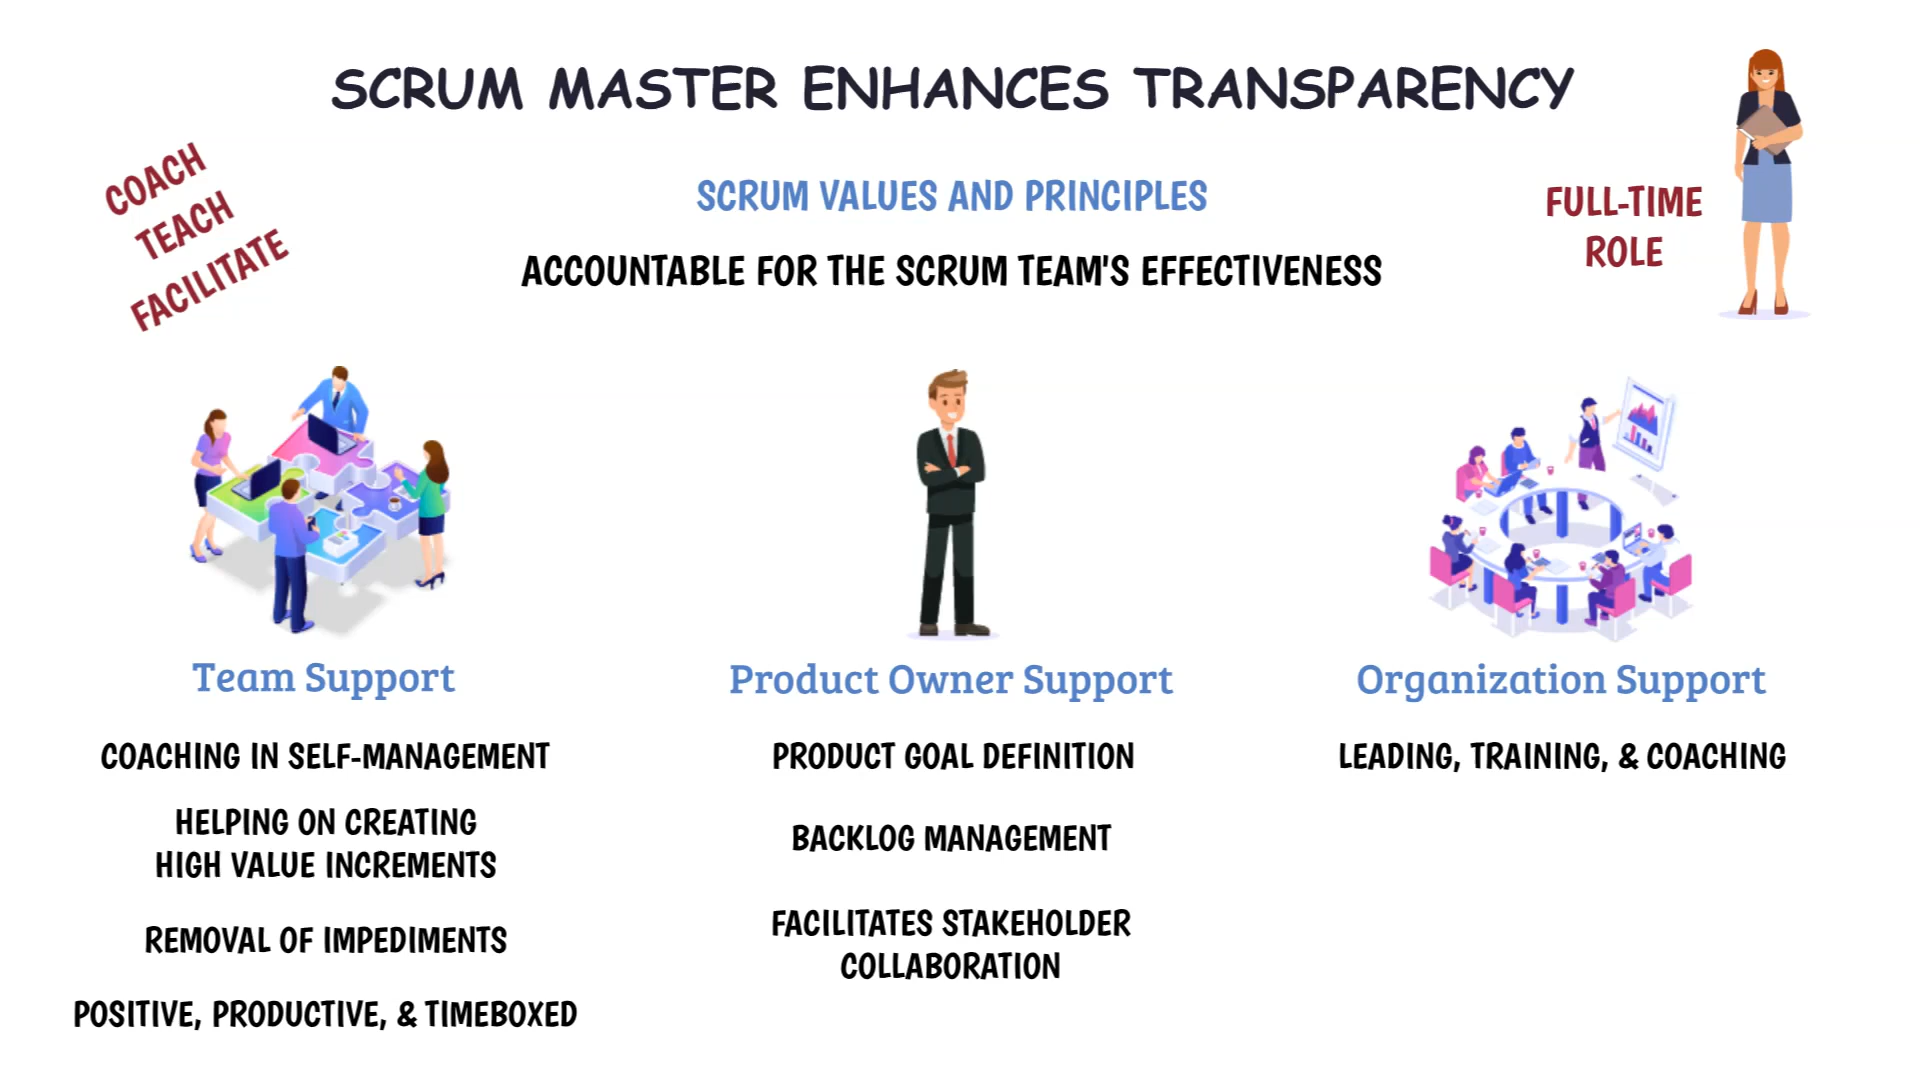 SCRUM MASTER ENHANCES TRANSPARENCY
COACH
TEACH
FACILITATE
SCRUM VALUES AND PRINCIPLES
ACCOUNTABLE FOR THE SCRUM TEAM'S EFFECTIVENESS
FULL-TIME
ROLE
Team Support
COACHING IN SELF-MANAGEMENT
HELPING ON CREATING
HIGH VALUE INCREMENTS
REMOVAL OF IMPEDIMENTS
POSITIVE, PRODUCTIVE, & TIMEBOXED
Product Owner Support
PRODUCT GOAL DEFINITION
BACKLOG MANAGEMENT
FACILITATES STAKEHOLDER
COLLABORATION
Organization Support
LEADING, TRAINING, & COACHING